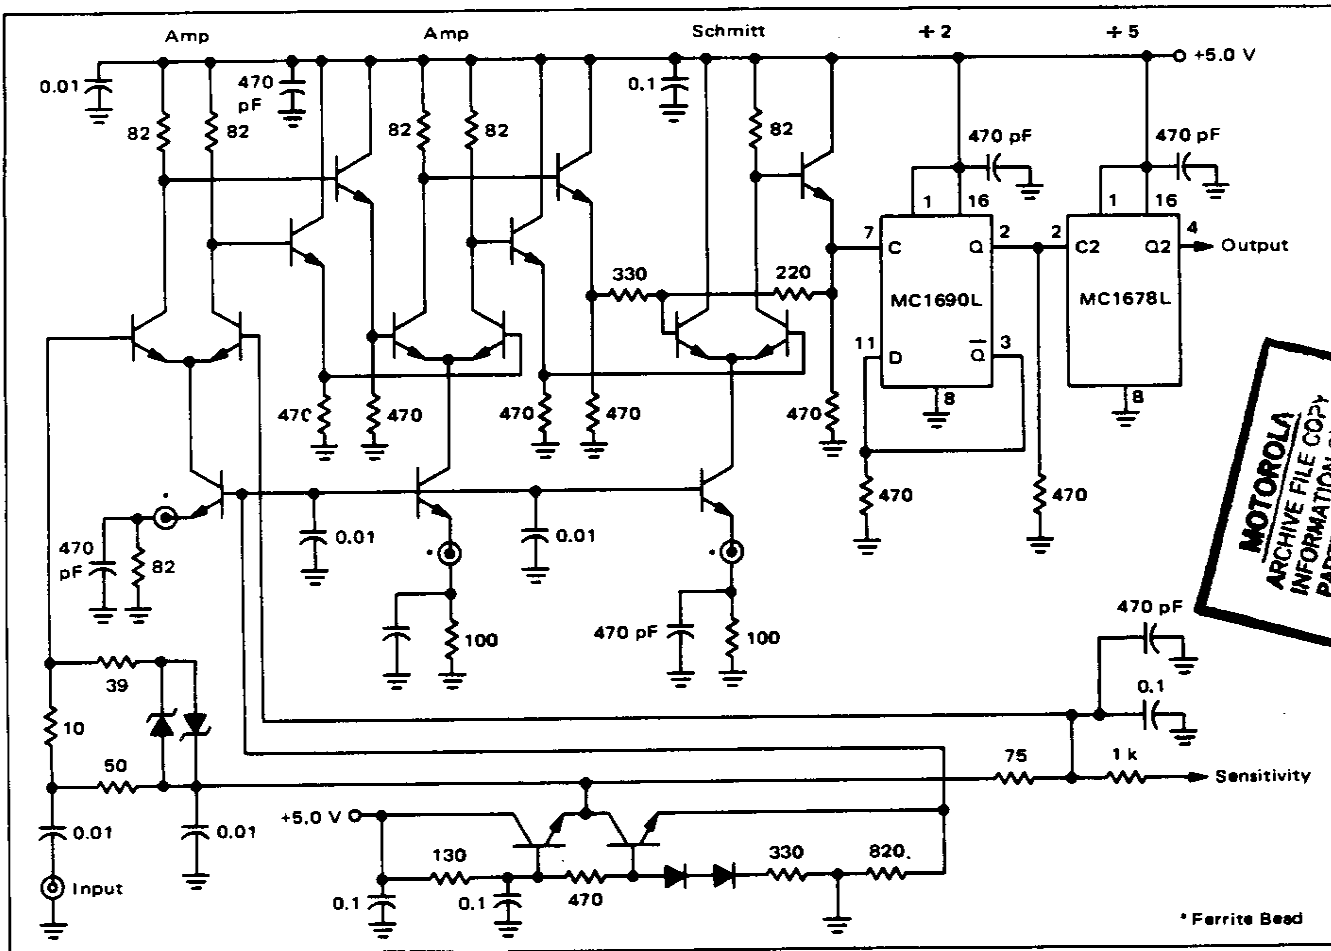 Amp Amp Schmitt ÷ 2 ÷ 5
0.01 470 pF 0.1 +5.0 V
82 82 82 82 82 470 pF 470 pF
1 16 1 16
7 C Q 2 2 C2 Q2 4 Output
330 220
MC1690L MC1678L
11 D Q̅ 3
8 8
470 470 470 470 470
470 470
0.01 0.01
470 pF 82
100 470 pF 100
470 pF
39 0.1
10
50 75 1 k Sensitivity
+5.0 V
0.01 0.01
130 330 820.
Input 0.1 0.1 470
* Ferrite Bead
MOTOROLA
ARCHIVE FILE COPY
INFORMATION